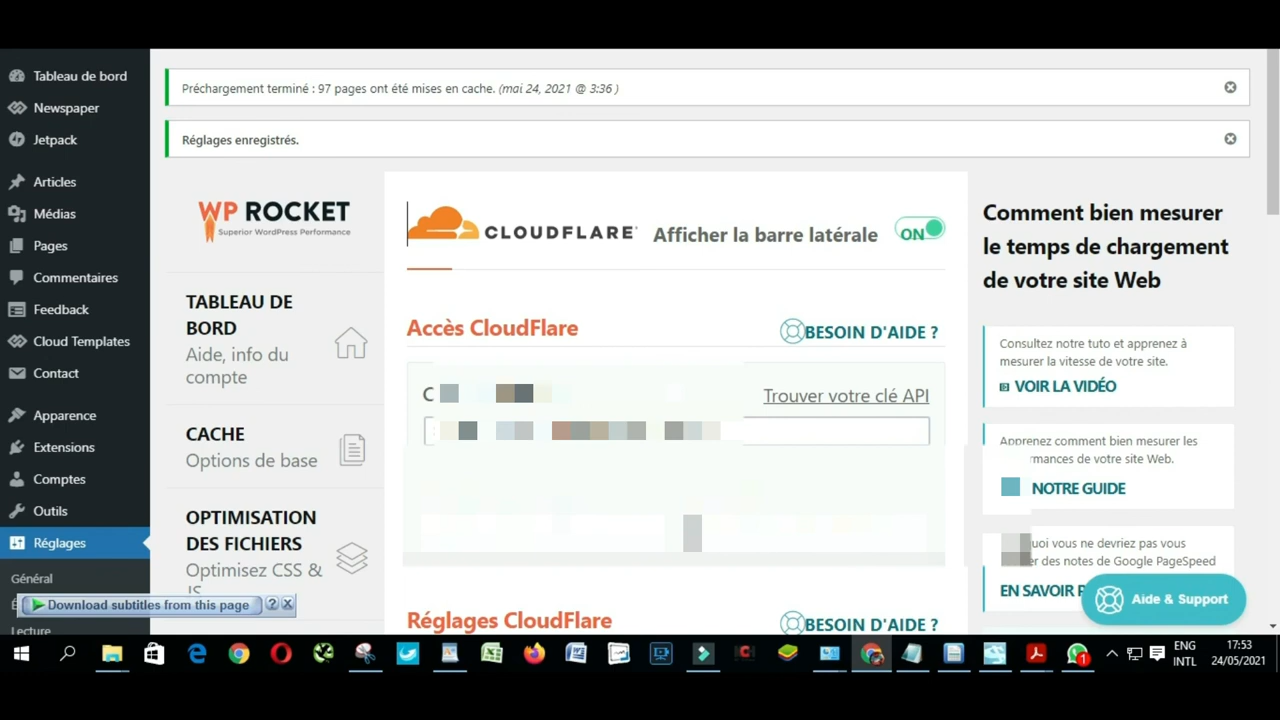 Tableau de bord
Newspaper
Jetpack
Articles
Médias
Pages
Commentaires
Feedback
Cloud Templates
Contact
Apparence
Extensions
Comptes
Outils
Réglages
Général
Lecture
Download subtitles from this page
Préchargement terminé : 97 pages ont été mises en cache. (mai 24, 2021 @ 3:36 )
Réglages enregistrés.
WP ROCKET
Superior WordPress Performance
TABLEAU DE
BORD
Aide, info du
compte
CACHE
Options de base
OPTIMISATION
DES FICHIERS
Optimisez CSS &
JS
CLOUDFLARE
Afficher la barre latérale
ON
Accès CloudFlare
BESOIN D'AIDE ?
C
Trouver votre clé API
Réglages CloudFlare
BESOIN D'AIDE ?
Comment bien mesurer
le temps de chargement
de votre site Web
Consultez notre tuto et apprenez à
mesurer la vitesse de votre site.
VOIR LA VIDÉO
Apprenez comment bien mesurer les
rmances de votre site Web.
NOTRE GUIDE
uoi vous ne devriez pas vous
er des notes de Google PageSpeed
EN SAVOIR
Aide & Support
ENG
INTL
17:53
24/05/2021